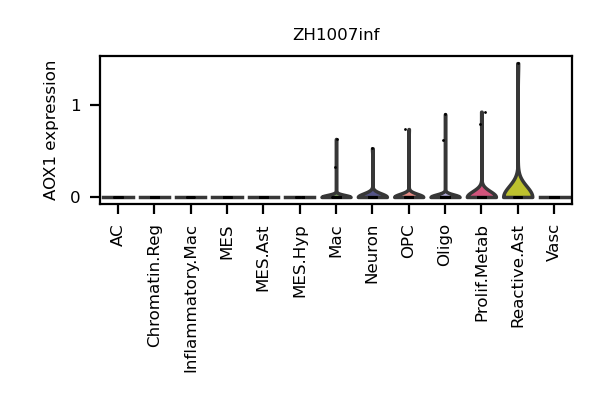 ZH1007inf
AOX1 expression
1
0
AC
Chromatin.Reg
Inflammatory.Mac
MES
MES.Ast
MES.Hyp
Mac
Neuron
OPC
Oligo
Prolif.Metab
Reactive.Ast
Vasc